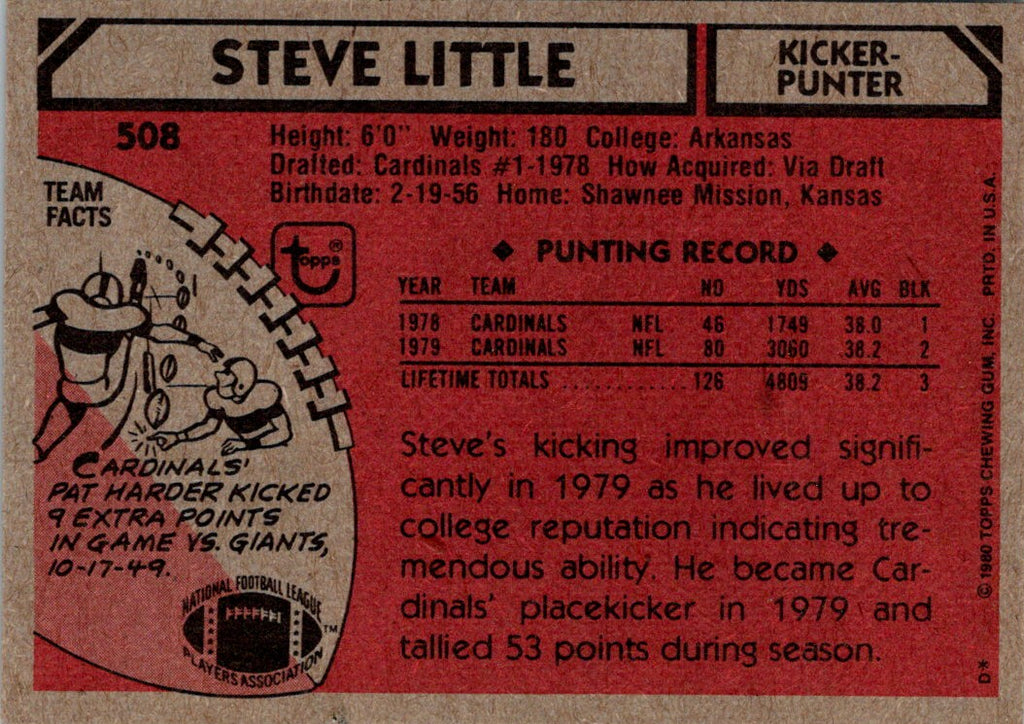 STEVE LITTLE
KICKER-
PUNTER
508
Height: 6'0" Weight: 180 College: Arkansas
Drafted: Cardinals #1-1978 How Acquired: Via Draft
Birthdate: 2-19-56 Home: Shawnee Mission, Kansas
TEAM
FACTS
topps ®
◆ PUNTING RECORD ◆
YEAR TEAM NO YDS AVG BLK
1978 CARDINALS NFL 46 1749 38.0 1
1979 CARDINALS NFL 80 3060 38.2 2
LIFETIME TOTALS ............ 126 4809 38.2 3
Steve's kicking improved signifi-
cantly in 1979 as he lived up to
college reputation indicating tre-
mendous ability. He became Car-
dinals' placekicker in 1979 and
tallied 53 points during season.
CARDINALS'
PAT HARDER KICKED
9 EXTRA POINTS
IN GAME VS. GIANTS,
10-17-49.
NATIONAL FOOTBALL LEAGUE
PLAYERS ASSOCIATION
TM
D* © 1980 TOPPS CHEWING GUM, INC. PRTD. IN U.S.A.